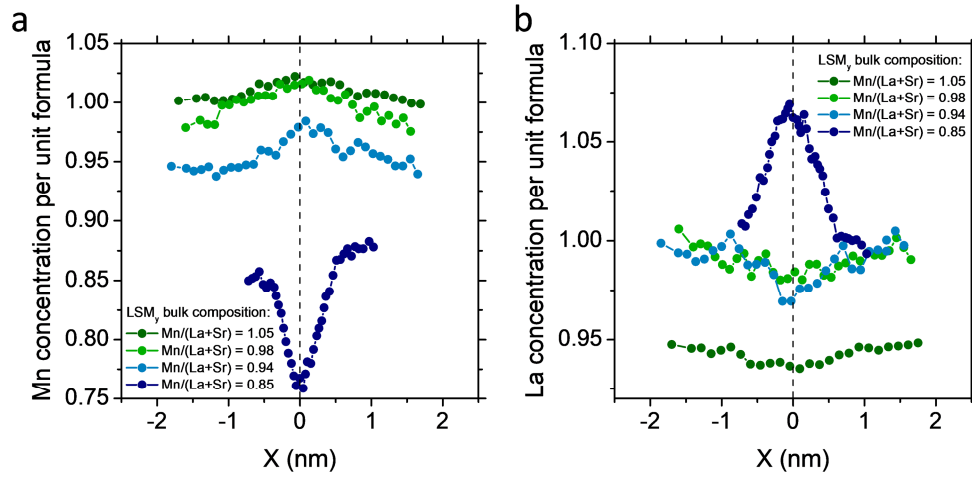 a
Mn concentration per unit formula
1.05
1.00
0.95
0.90
0.85
0.80
0.75
LSMy bulk composition:
Mn/(La+Sr) = 1.05
Mn/(La+Sr) = 0.98
Mn/(La+Sr) = 0.94
Mn/(La+Sr) = 0.85
-2
-1
0
1
2
X (nm)
b
La concentration per unit formula
1.10
1.05
1.00
0.95
LSMy bulk composition:
Mn/(La+Sr) = 1.05
Mn/(La+Sr) = 0.98
Mn/(La+Sr) = 0.94
Mn/(La+Sr) = 0.85
-2
-1
0
1
2
X (nm)